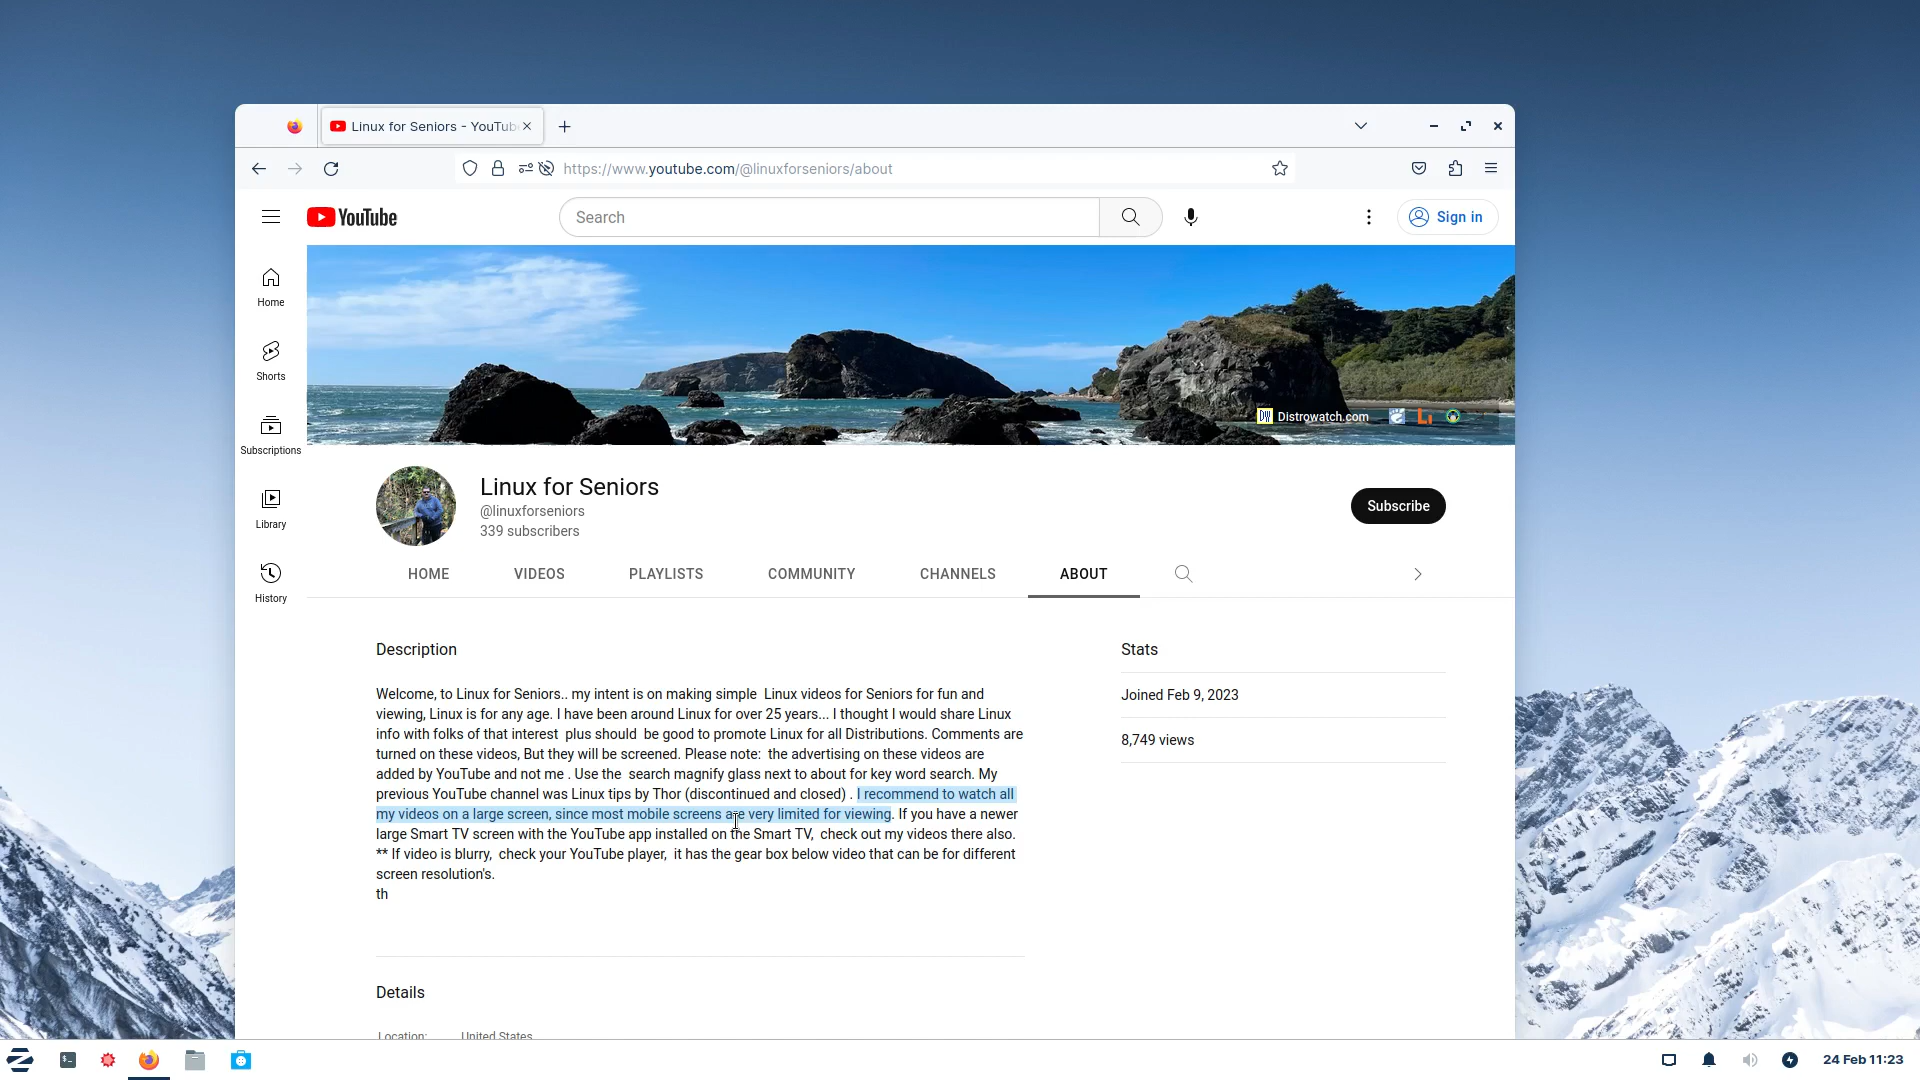 Linux for Seniors - YouTub
https://www.youtube.com/@linuxforseniors/about
YouTube
Search
Sign in
Home
Shorts
Subscriptions
Library
History
Distrowatch.com
Linux for Seniors
@linuxforseniors
339 subscribers
Subscribe
HOME VIDEOS PLAYLISTS COMMUNITY CHANNELS ABOUT
Description
Welcome, to Linux for Seniors.. my intent is on making simple  Linux videos for Seniors for fun and
viewing, Linux is for any age. I have been around Linux for over 25 years... I thought I would share Linux
info with folks of that interest  plus should  be good to promote Linux for all Distributions. Comments are
turned on these videos, But they will be screened. Please note:  the advertising on these videos are
added by YouTube and not me . Use the  search magnify glass next to about for key word search. My
previous YouTube channel was Linux tips by Thor (discontinued and closed) . I recommend to watch all
my videos on a large screen, since most mobile screens are very limited for viewing. If you have a newer
large Smart TV screen with the YouTube app installed on the Smart TV,  check out my videos there also.
** If video is blurry,  check your YouTube player,  it has the gear box below video that can be for different
screen resolution's.
th
Stats
Joined Feb 9, 2023
8,749 views
Details
Location: United States
24 Feb 11:23